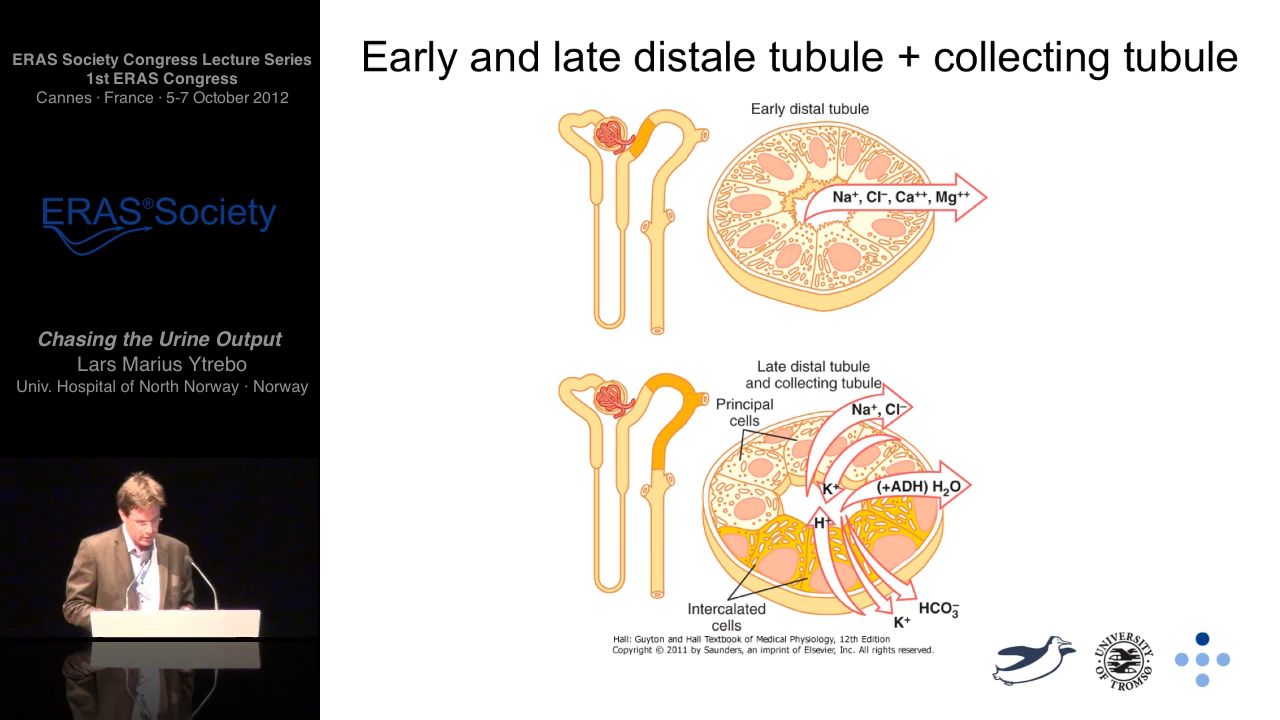 ERAS Society Congress Lecture Series
1st ERAS Congress
Cannes · France · 5-7 October 2012
ERAS®Society
Chasing the Urine Output
Lars Marius Ytrebo
Univ. Hospital of North Norway · Norway
Early and late distale tubule + collecting tubule
Early distal tubule
Na⁺, Cl⁻, Ca⁺⁺, Mg⁺⁺
Late distal tubule
and collecting tubule
Principal
cells
Na⁺, Cl⁻
K⁺
(+ADH) H₂O
H⁺
Intercalated
cells
HCO₃⁻
K⁺
Hall: Guyton and Hall Textbook of Medical Physiology, 12th Edition
Copyright © 2011 by Saunders, an imprint of Elsevier, Inc. All rights reserved.
UNIVERSITY
OF TROMSØ